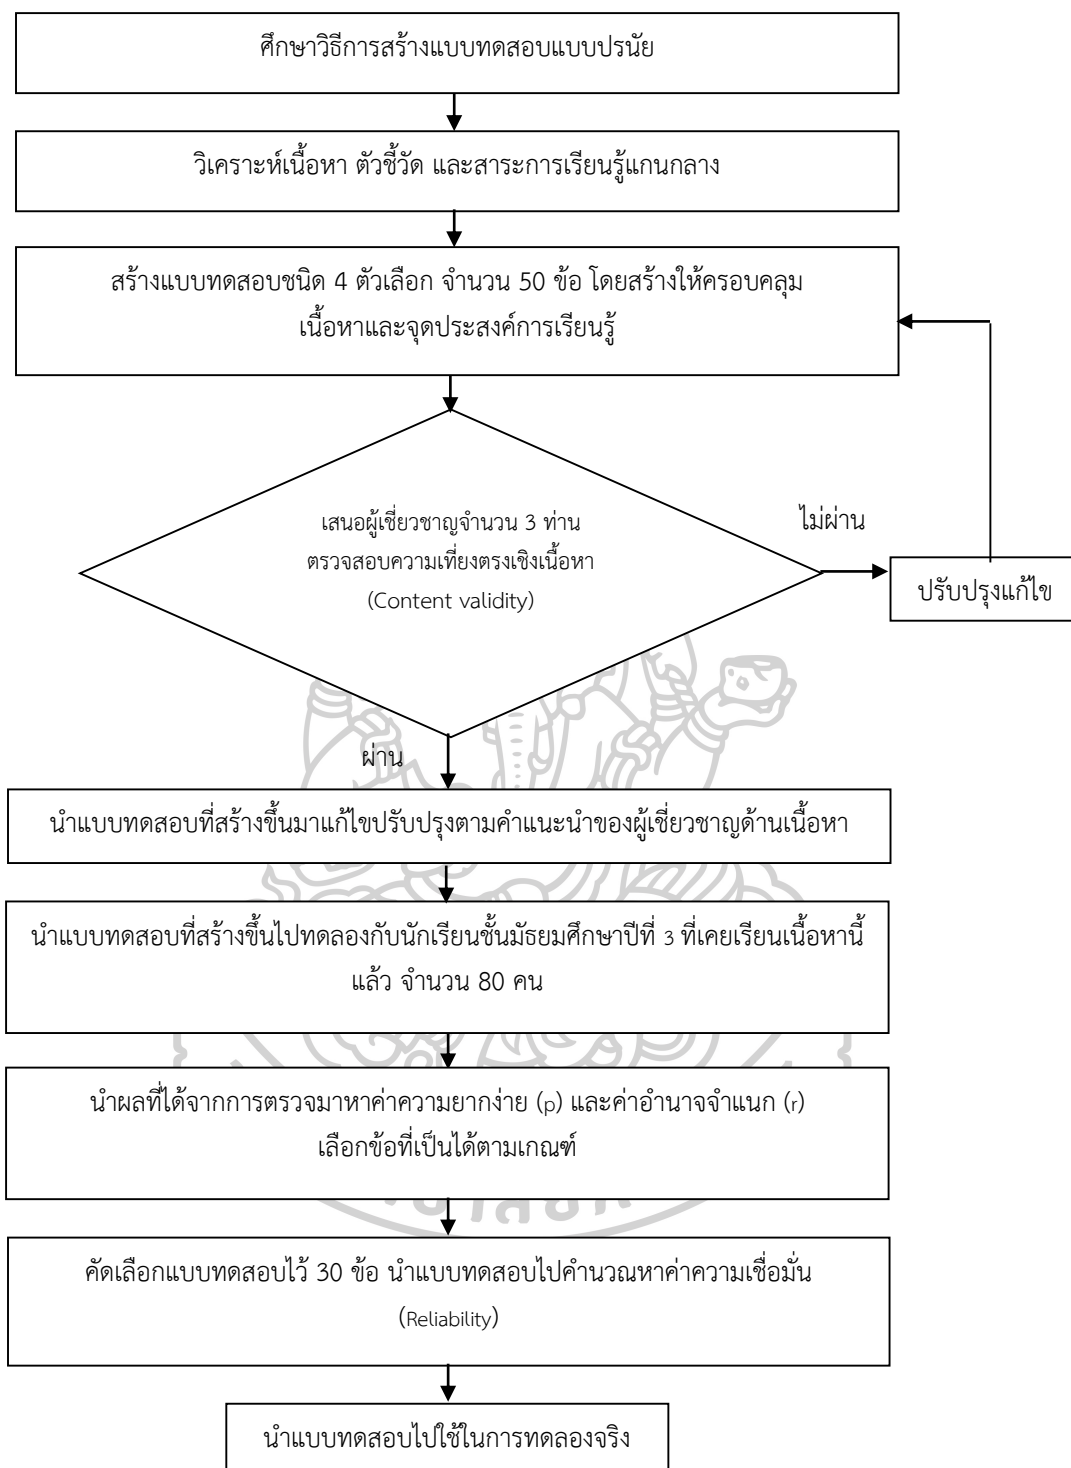 ศึกษาวิธีการสร้างแบบทดสอบแบบปรนัย
วิเคราะห์เนื้อหา ตัวชี้วัด และสาระการเรียนรู้แกนกลาง
สร้างแบบทดสอบชนิด 4 ตัวเลือก จำนวน 50 ข้อ โดยสร้างให้ครอบคลุม
เนื้อหาและจุดประสงค์การเรียนรู้
เสนอผู้เชี่ยวชาญจำนวน 3 ท่าน
ตรวจสอบความเที่ยงตรงเชิงเนื้อหา
(Content validity)
ไม่ผ่าน
ปรับปรุงแก้ไข
ผ่าน
นำแบบทดสอบที่สร้างขึ้นมาแก้ไขปรับปรุงตามคำแนะนำของผู้เชี่ยวชาญด้านเนื้อหา
นำแบบทดสอบที่สร้างขึ้นไปทดลองกับนักเรียนชั้นมัธยมศึกษาปีที่ 3 ที่เคยเรียนเนื้อหานี้
แล้ว จำนวน 80 คน
นำผลที่ได้จากการตรวจมาหาค่าความยากง่าย (p) และค่าอำนาจจำแนก (r)
เลือกข้อที่เป็นได้ตามเกณฑ์
คัดเลือกแบบทดสอบไว้ 30 ข้อ นำแบบทดสอบไปคำนวณหาค่าความเชื่อมั่น
(Reliability)
นำแบบทดสอบไปใช้ในการทดลองจริง